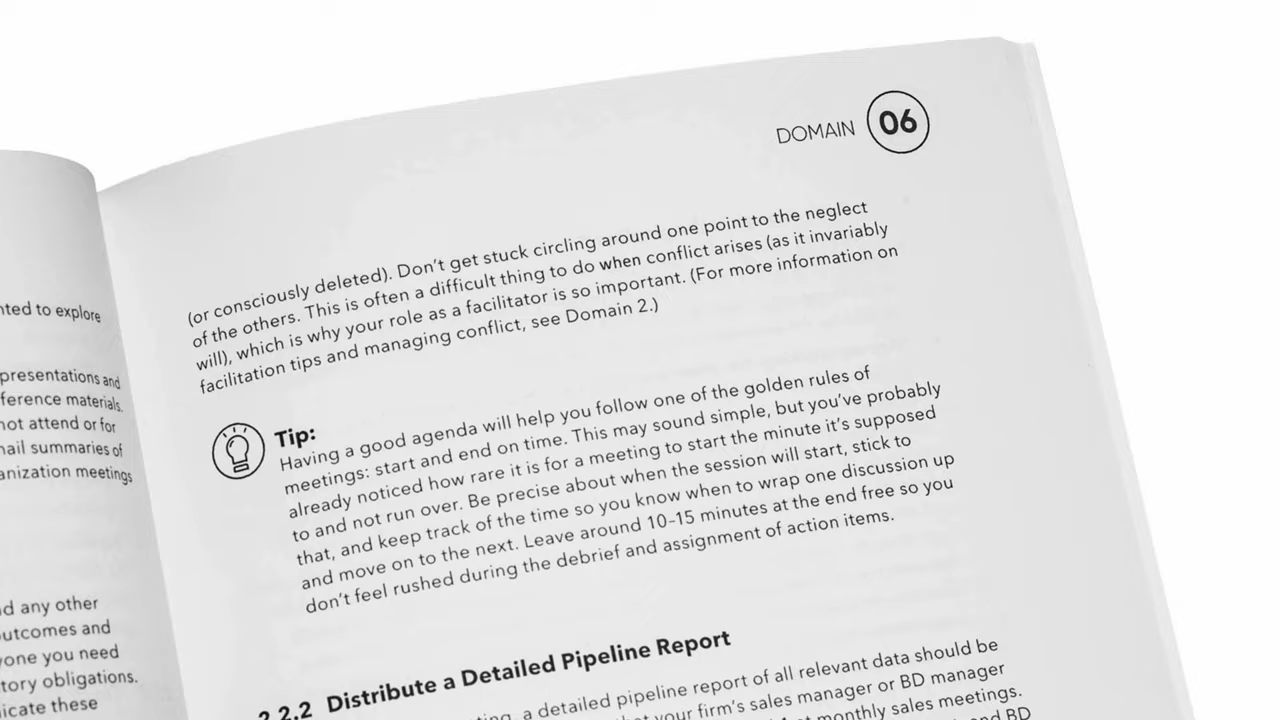 nted to explore
presentations and
ference materials.
not attend or for
nail summaries of
anization meetings
d any other
outcomes and
yone you need
tory obligations.
icate these
DOMAIN 06
(or consciously deleted). Don't get stuck circling around one point to the neglect
of the others. This is often a difficult thing to do when conflict arises (as it invariably
will), which is why your role as a facilitator is so important. (For more information on
facilitation tips and managing conflict, see Domain 2.)
Tip:
Having a good agenda will help you follow one of the golden rules of
meetings: start and end on time. This may sound simple, but you've probably
already noticed how rare it is for a meeting to start the minute it's supposed
to and not run over. Be precise about when the session will start, stick to
that, and keep track of the time so you know when to wrap one discussion up
and move on to the next. Leave around 10-15 minutes at the end free so you
don't feel rushed during the debrief and assignment of action items.
2.2.2 Distribute a Detailed Pipeline Report
ting, a detailed pipeline report of all relevant data should be
that your firm's sales manager or BD manager
at monthly sales meetings.
and BD